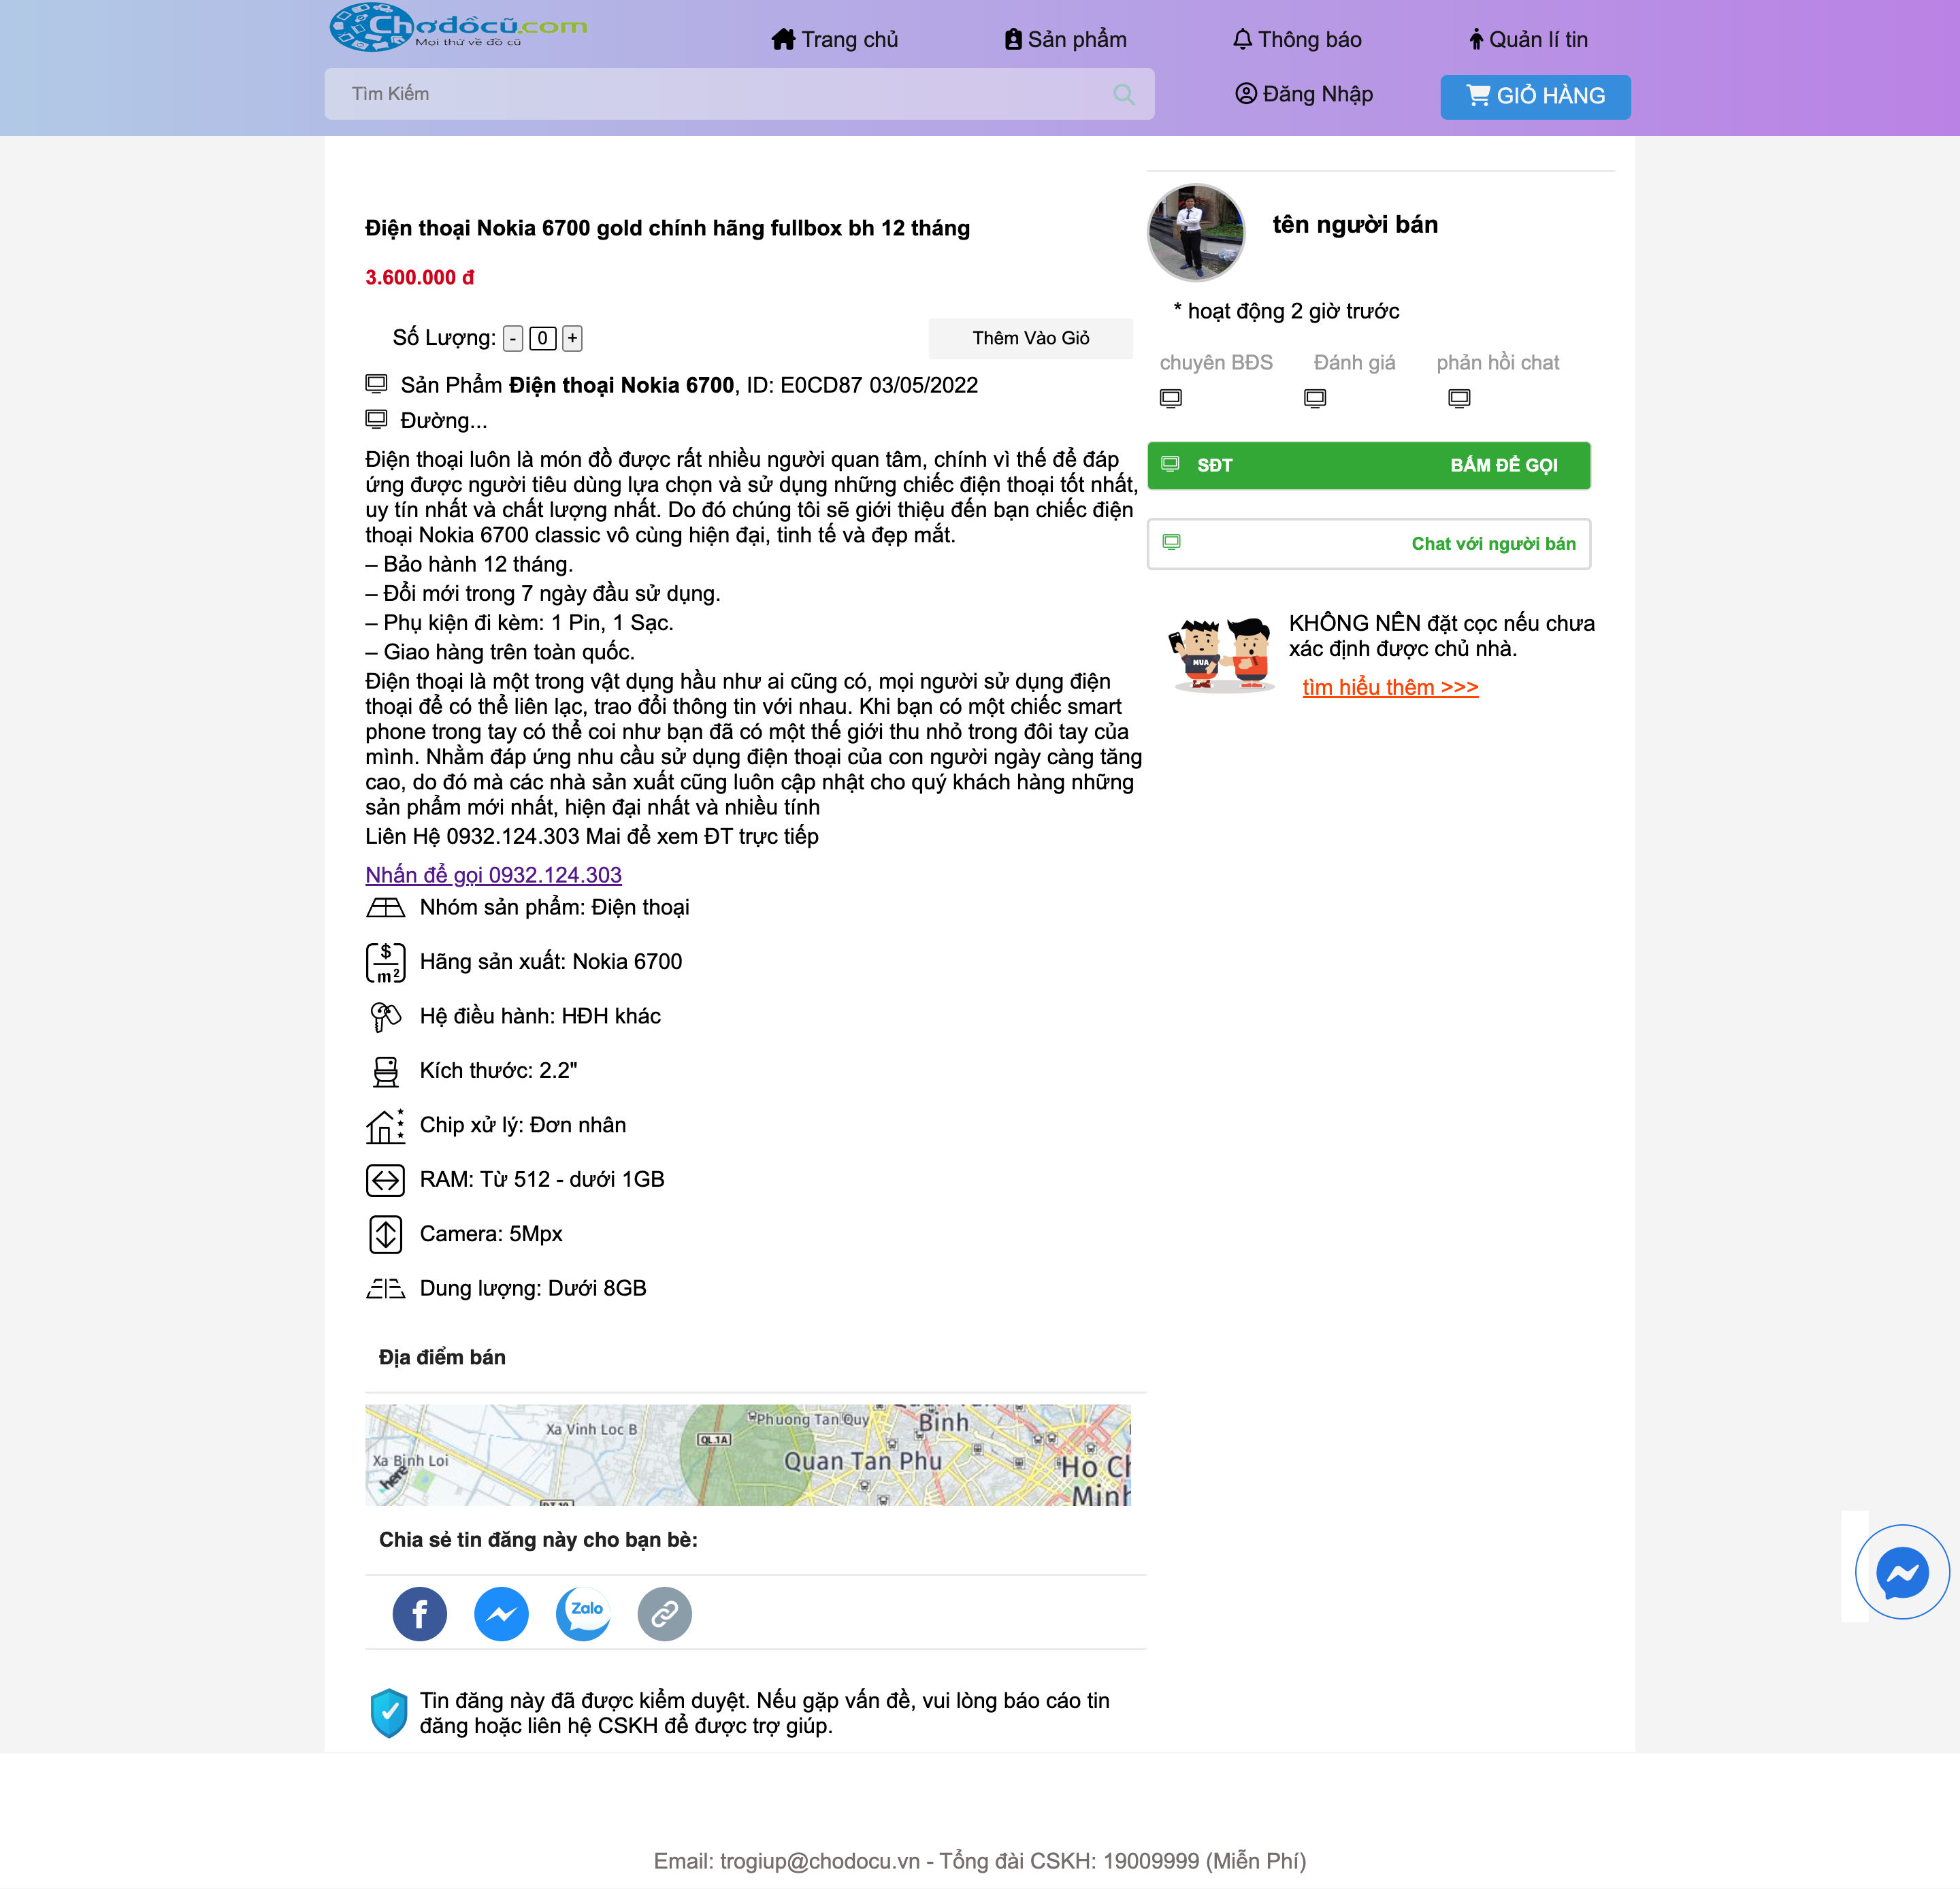 Chợđồcũ.com
Mọi thứ về đồ cũ
Trang chủ
Sản phẩm
Thông báo
Quản lí tin
Tìm Kiếm
Đăng Nhập
GIỎ HÀNG
Điện thoại Nokia 6700 gold chính hãng fullbox bh 12 tháng
3.600.000 đ
Số Lượng: - 0 +
Thêm Vào Giỏ
Sản Phẩm Điện thoại Nokia 6700, ID: E0CD87 03/05/2022
Đường...
Điện thoại luôn là món đồ được rất nhiều người quan tâm, chính vì thế để đáp
ứng được người tiêu dùng lựa chọn và sử dụng những chiếc điện thoại tốt nhất,
uy tín nhất và chất lượng nhất. Do đó chúng tôi sẽ giới thiệu đến bạn chiếc điện
thoại Nokia 6700 classic vô cùng hiện đại, tinh tế và đẹp mắt.
– Bảo hành 12 tháng.
– Đổi mới trong 7 ngày đầu sử dụng.
– Phụ kiện đi kèm: 1 Pin, 1 Sạc.
– Giao hàng trên toàn quốc.
Điện thoại là một trong vật dụng hầu như ai cũng có, mọi người sử dụng điện
thoại để có thể liên lạc, trao đổi thông tin với nhau. Khi bạn có một chiếc smart
phone trong tay có thể coi như bạn đã có một thế giới thu nhỏ trong đôi tay của
mình. Nhằm đáp ứng nhu cầu sử dụng điện thoại của con người ngày càng tăng
cao, do đó mà các nhà sản xuất cũng luôn cập nhật cho quý khách hàng những
sản phẩm mới nhất, hiện đại nhất và nhiều tính
Liên Hệ 0932.124.303 Mai để xem ĐT trực tiếp
Nhấn để gọi 0932.124.303
Nhóm sản phẩm: Điện thoại
$
m²
Hãng sản xuất: Nokia 6700
Hệ điều hành: HĐH khác
Kích thước: 2.2"
Chip xử lý: Đơn nhân
RAM: Từ 512 - dưới 1GB
Camera: 5Mpx
Dung lượng: Dưới 8GB
Địa điểm bán
Phuong Tan Quy
Binh
Xa Vinh Loc B
QL.1A
Xa Binh Loi
Quan Tan Phu
Ho Ch
here
Minh
Chia sẻ tin đăng này cho bạn bè:
Zalo
Tin đăng này đã được kiểm duyệt. Nếu gặp vấn đề, vui lòng báo cáo tin
đăng hoặc liên hệ CSKH để được trợ giúp.
tên người bán
* hoạt động 2 giờ trước
chuyên BĐS
Đánh giá
phản hồi chat
SĐT
BẤM ĐỂ GỌI
Chat với người bán
MUA
KHÔNG NÊN đặt cọc nếu chưa
xác định được chủ nhà.
tìm hiểu thêm >>>
Email: trogiup@chodocu.vn - Tổng đài CSKH: 19009999 (Miễn Phí)